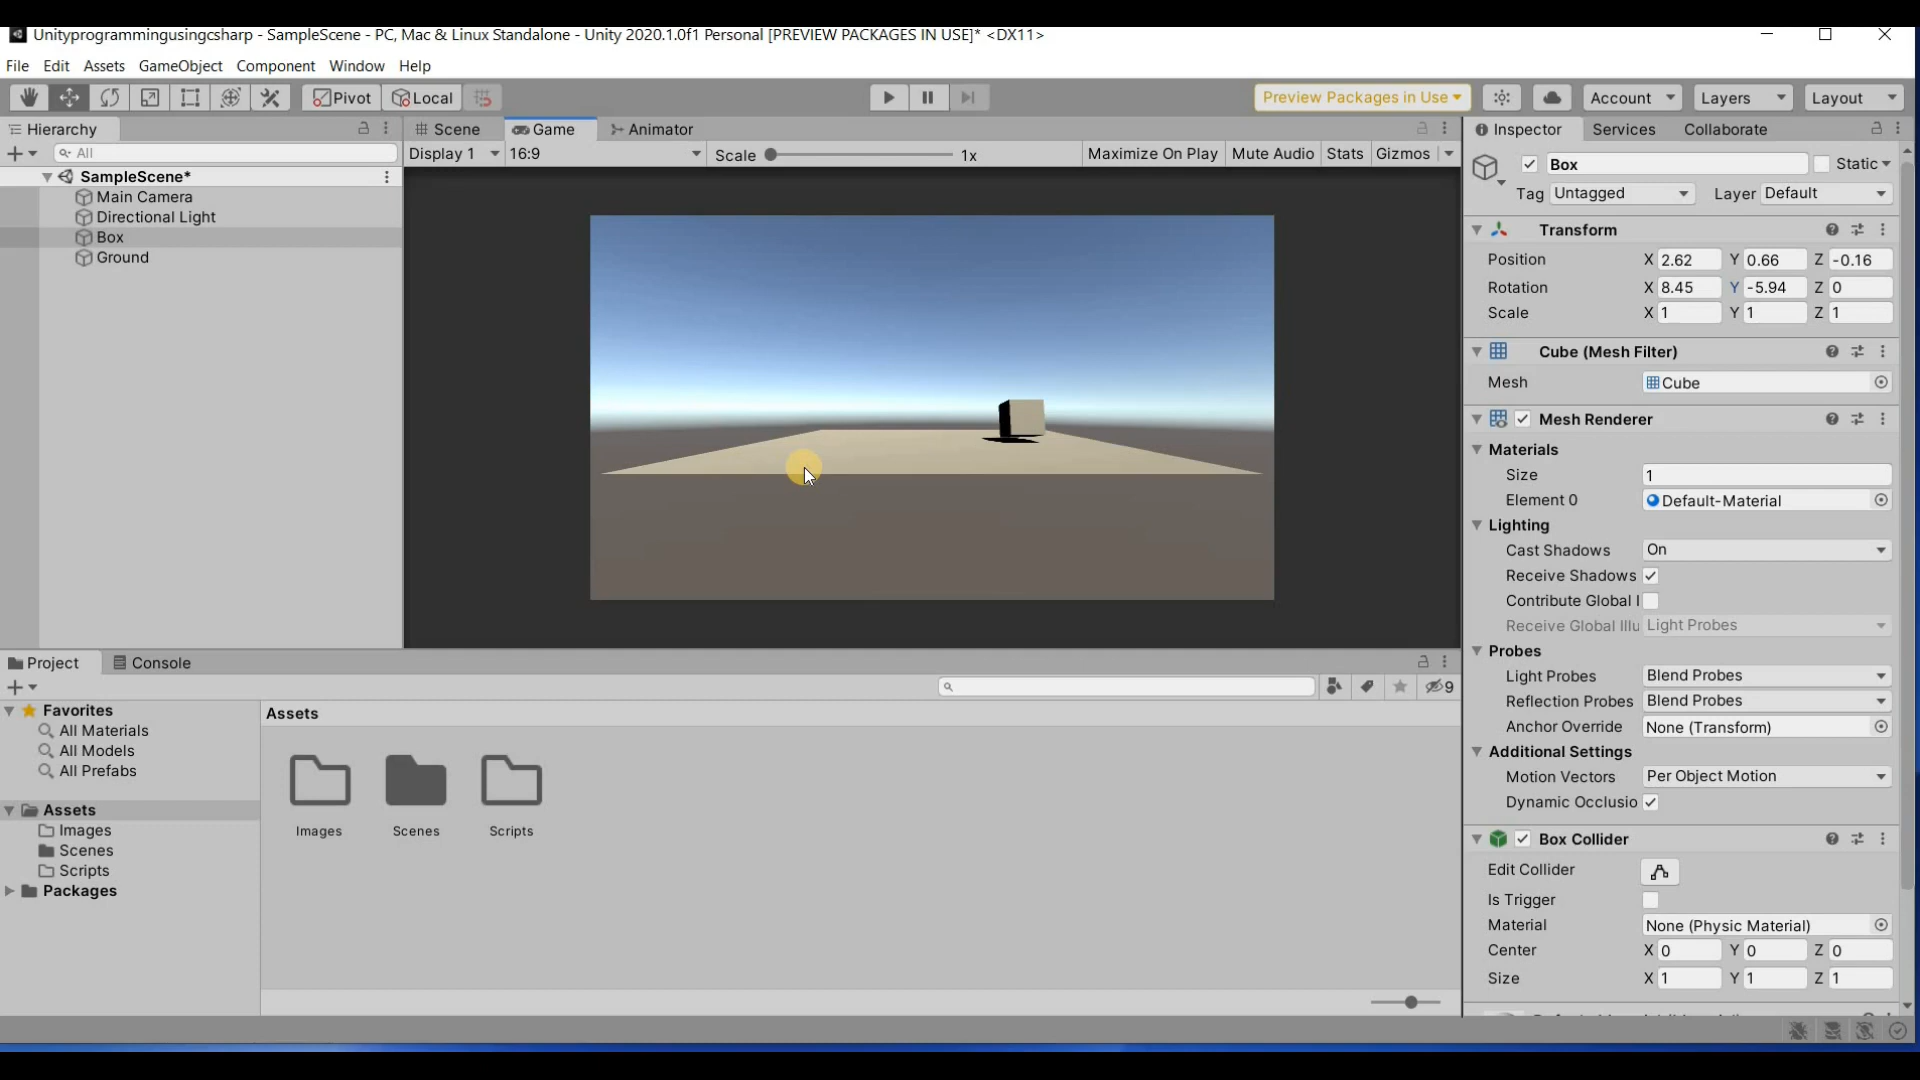 Unityprogrammingusingcsharp - SampleScene - PC, Mac & Linux Standalone - Unity 2020.1.0f1 Personal [PREVIEW PACKAGES IN USE]* <DX11>
File Edit Assets GameObject Component Window Help
Pivot Local Preview Packages in Use Account Layers Layout
Hierarchy Scene Game Animator Inspector Services Collaborate
All Display 1 16:9 Scale 1x Maximize On Play Mute Audio Stats Gizmos
Box Static
SampleScene*
Main Camera
Directional Light
Box
Ground
Tag Untagged Layer Default
Transform
Position X 2.62 Y 0.66 Z -0.16
Rotation X 8.45 Y -5.94 Z 0
Scale X 1 Y 1 Z 1
Cube (Mesh Filter)
Mesh Cube
Mesh Renderer
Materials
Size 1
Element 0 Default-Material
Lighting
Cast Shadows On
Receive Shadows
Contribute Global I
Receive Global Illu Light Probes
Probes
Light Probes Blend Probes
Reflection Probes Blend Probes
Anchor Override None (Transform)
Additional Settings
Motion Vectors Per Object Motion
Dynamic Occlusio
Box Collider
Edit Collider
Is Trigger
Material None (Physic Material)
Center X 0 Y 0 Z 0
Size X 1 Y 1 Z 1
Project Console
9
Favorites
All Materials
All Models
All Prefabs
Assets
Images
Scenes
Scripts
Packages
Assets
Images Scenes Scripts